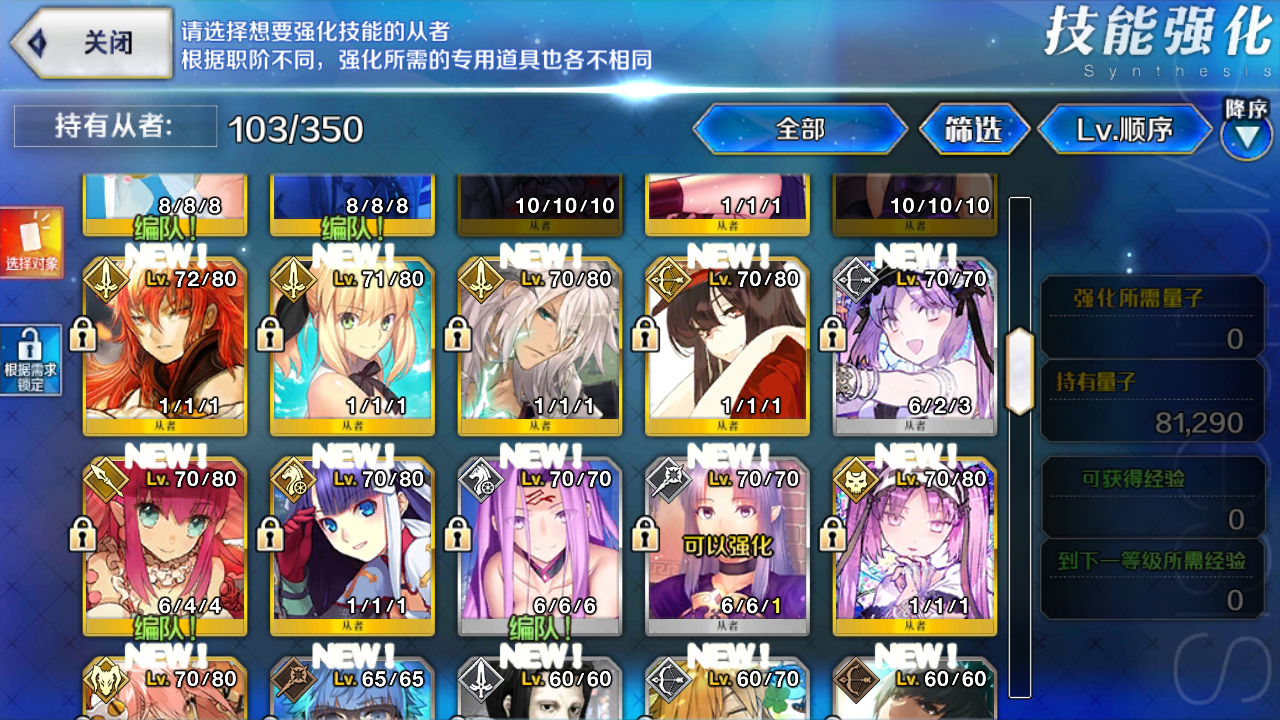 关闭
请选择想要强化技能的从者
根据职阶不同，强化所需的专用道具也各不相同
技能强化
Synthesis
持有从者:
103/350
全部
筛选
Lv.顺序
降序
选择对象
根据需求
锁定
8/8/8
8/8/8
10/10/10
1/1/1
10/10/10
编队!
编队!
从者
从者
从者
NEW!
NEW!
NEW!
NEW!
NEW!
Lv. 72/80
Lv. 71/80
Lv. 70/80
Lv. 70/80
Lv. 70/70
1/1/1
1/1/1
1/1/1
1/1/1
6/2/3
从者
从者
从者
从者
从者
NEW!
NEW!
NEW!
NEW!
NEW!
Lv. 70/80
Lv. 70/80
Lv. 70/70
Lv. 70/70
Lv. 70/80
可以强化
6/4/4
1/1/1
6/6/6
6/6/1
1/1/1
编队!
从者
编队!
从者
从者
NEW!
NEW!
NEW!
NEW!
NEW!
Lv. 70/80
Lv. 65/65
Lv. 60/60
Lv. 60/70
Lv. 60/60
强化所需量子
0
持有量子
81,290
可获得经验
0
到下一等级所需经验
0